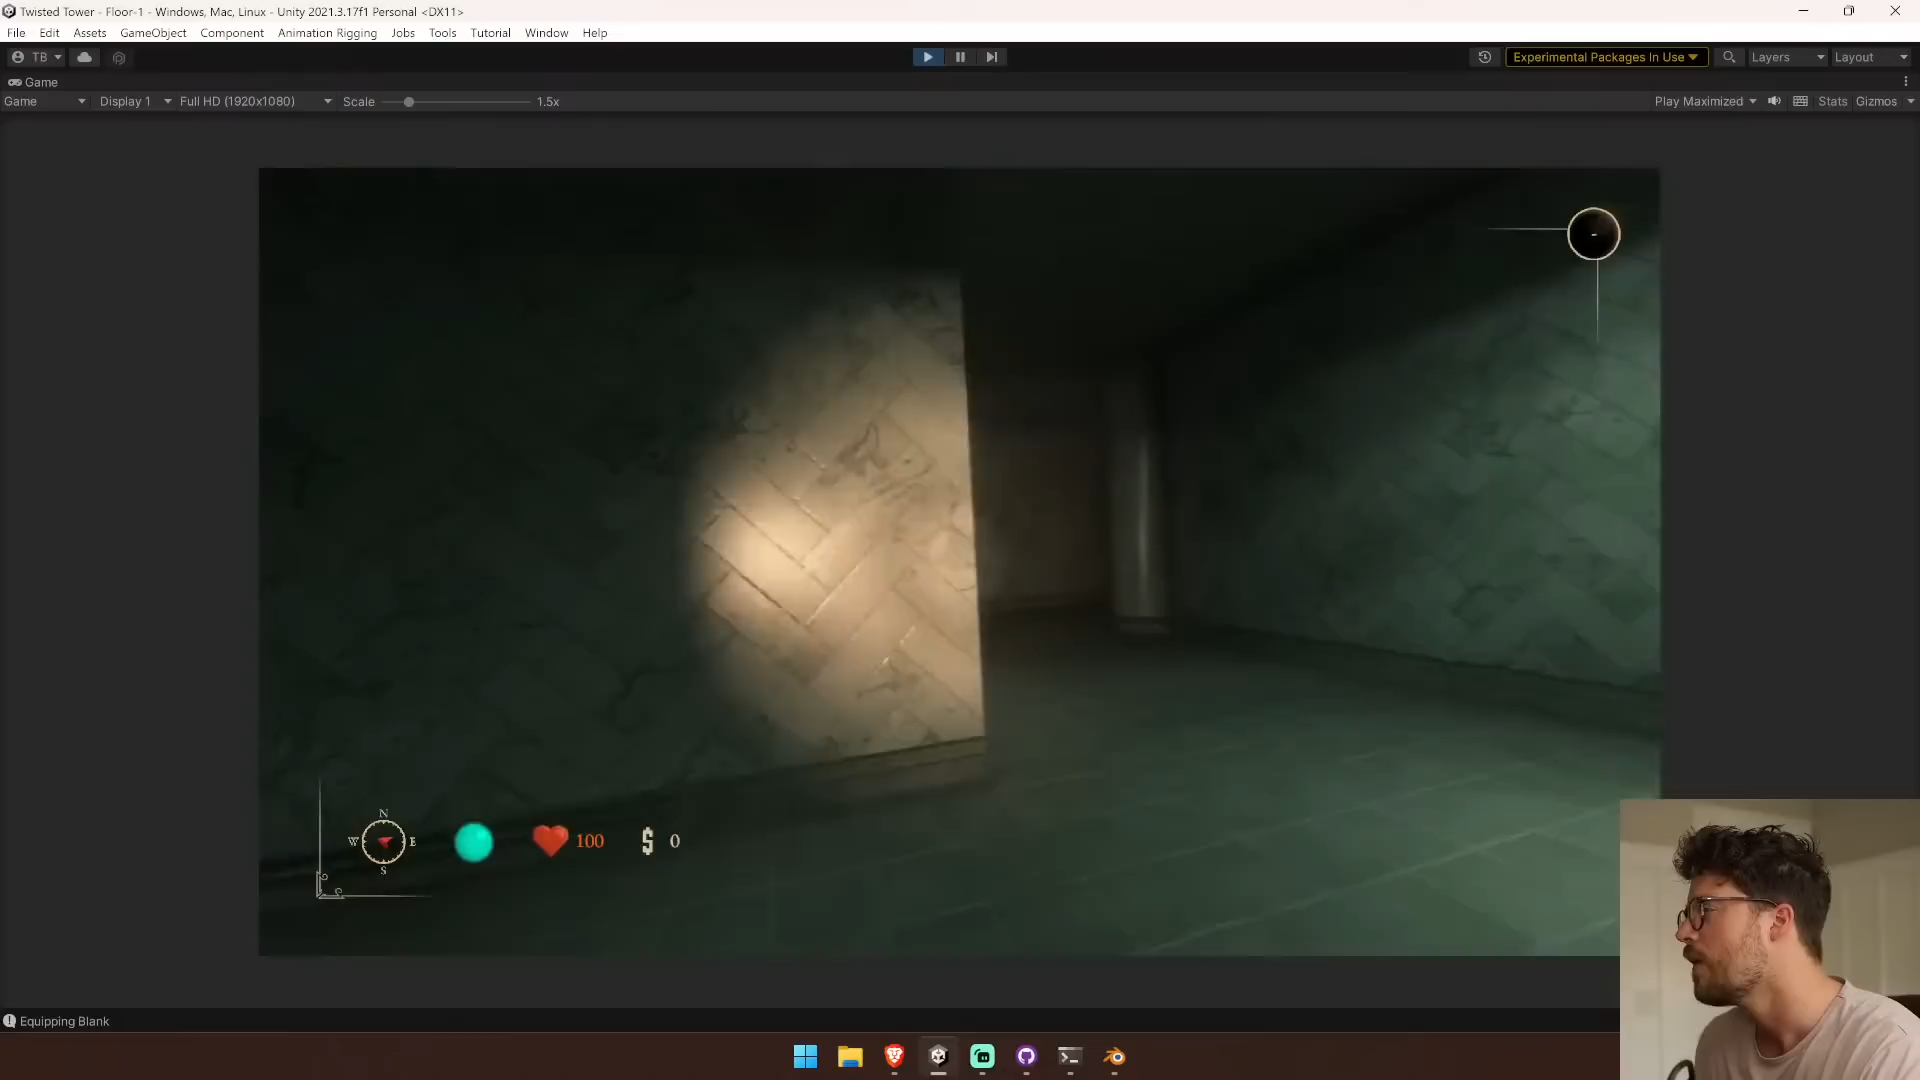 Twisted Tower - Floor-1 - Windows, Mac, Linux - Unity 2021.3.17f1 Personal <DX11>
File Edit Assets GameObject Component Animation Rigging Jobs Tools Tutorial Window Help
TB Experimental Packages In Use Layers Layout
Game
Game Display 1 Full HD (1920x1080) Scale 1.5x Play Maximized Stats Gizmos
N
W E
S
100 $ 0
Equipping Blank